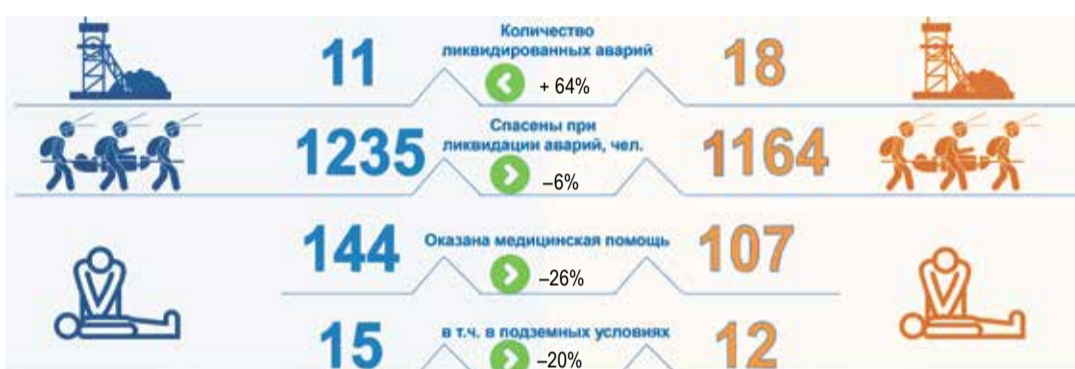 Количество
ликвидированных аварий
11
+ 64%
18
Спасены при
ликвидации аварий, чел.
1235
–6%
1164
144
Оказана медицинская помощь
107
–26%
в т.ч. в подземных условиях
15
–20%
12